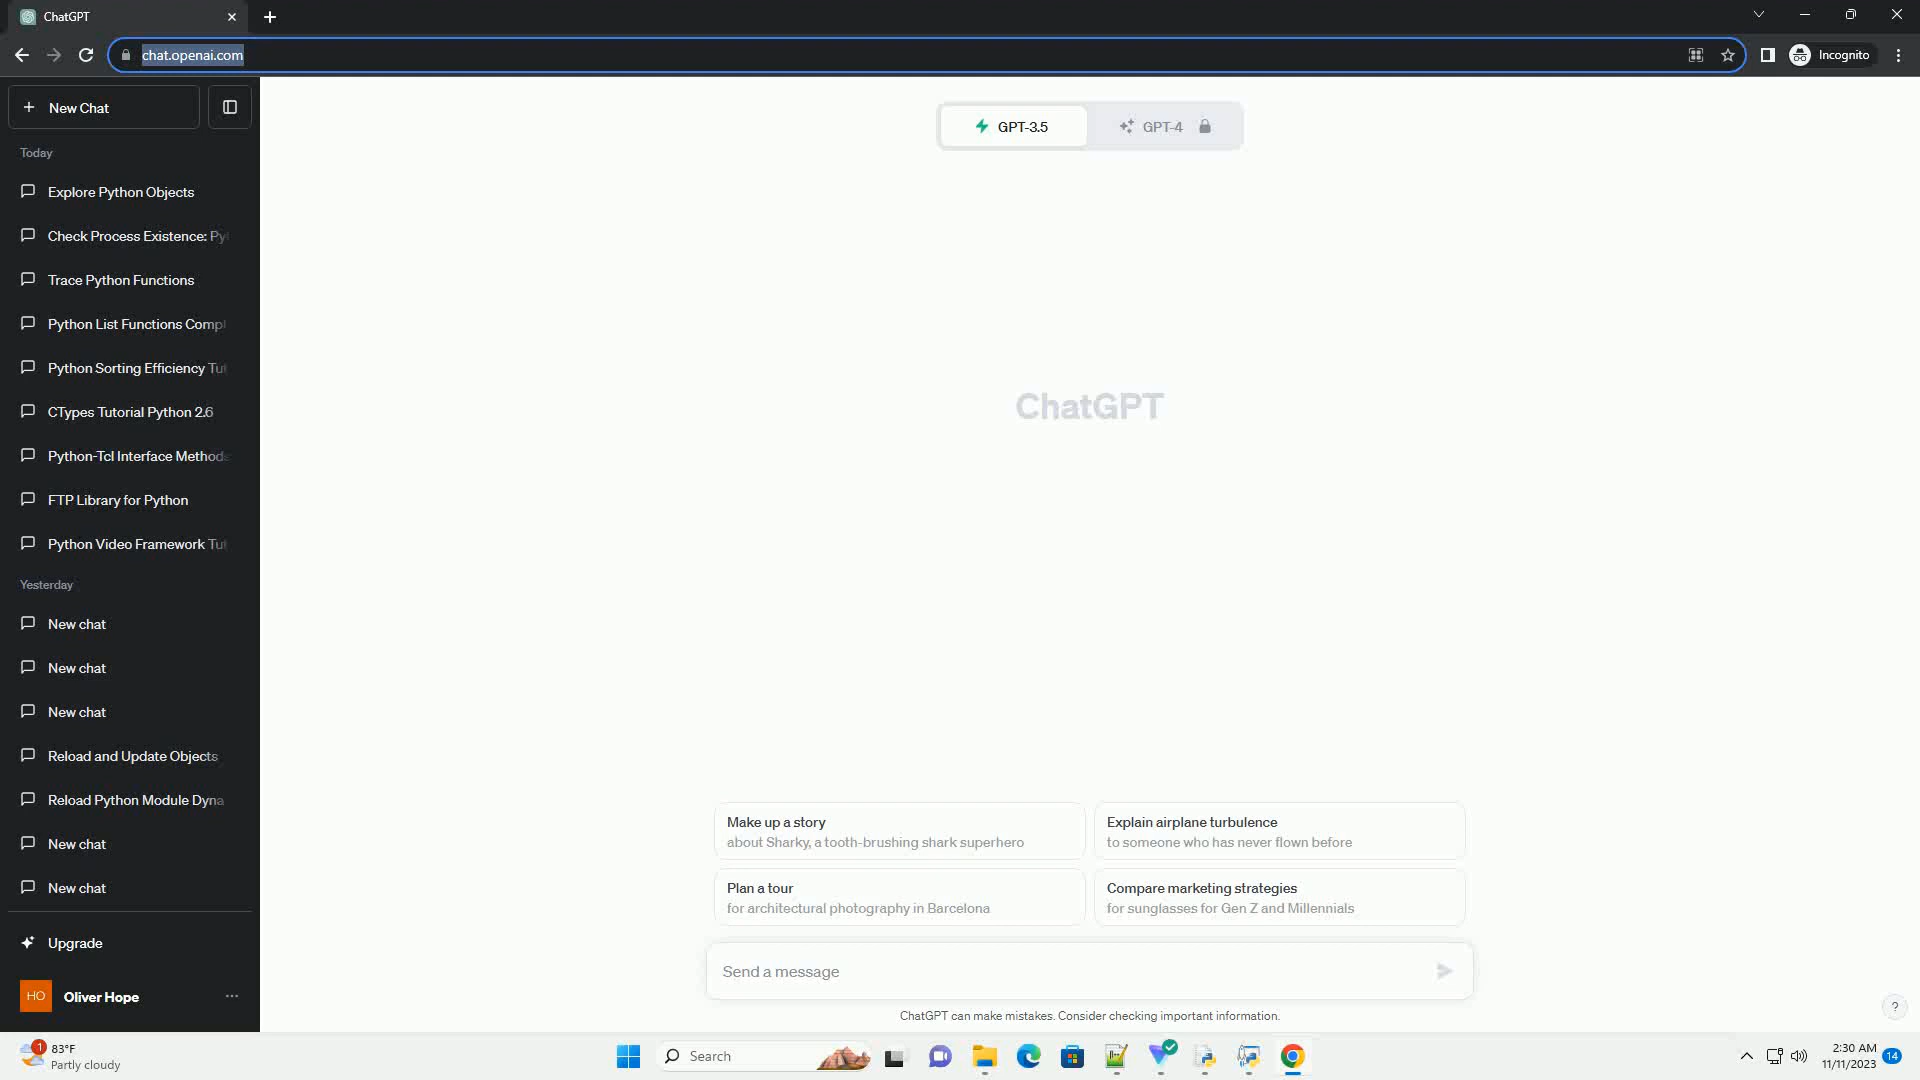 ChatGPT
chat.openai.com
Incognito
New Chat
Today
Explore Python Objects
Check Process Existence: Py
Trace Python Functions
Python List Functions Comp
Python Sorting Efficiency Tu
CTypes Tutorial Python 2.6
Python-Tcl Interface Method
FTP Library for Python
Python Video Framework Tu
Yesterday
New chat
New chat
New chat
Reload and Update Objects
Reload Python Module Dyna
New chat
New chat
Upgrade
HO
Oliver Hope
GPT-3.5
GPT-4
ChatGPT
Make up a story
about Sharky, a tooth-brushing shark superhero
Explain airplane turbulence
to someone who has never flown before
Plan a tour
for architectural photography in Barcelona
Compare marketing strategies
for sunglasses for Gen Z and Millennials
Send a message
ChatGPT can make mistakes. Consider checking important information.
?
1
83°F
Partly cloudy
Search
2:30 AM
11/11/2023
14